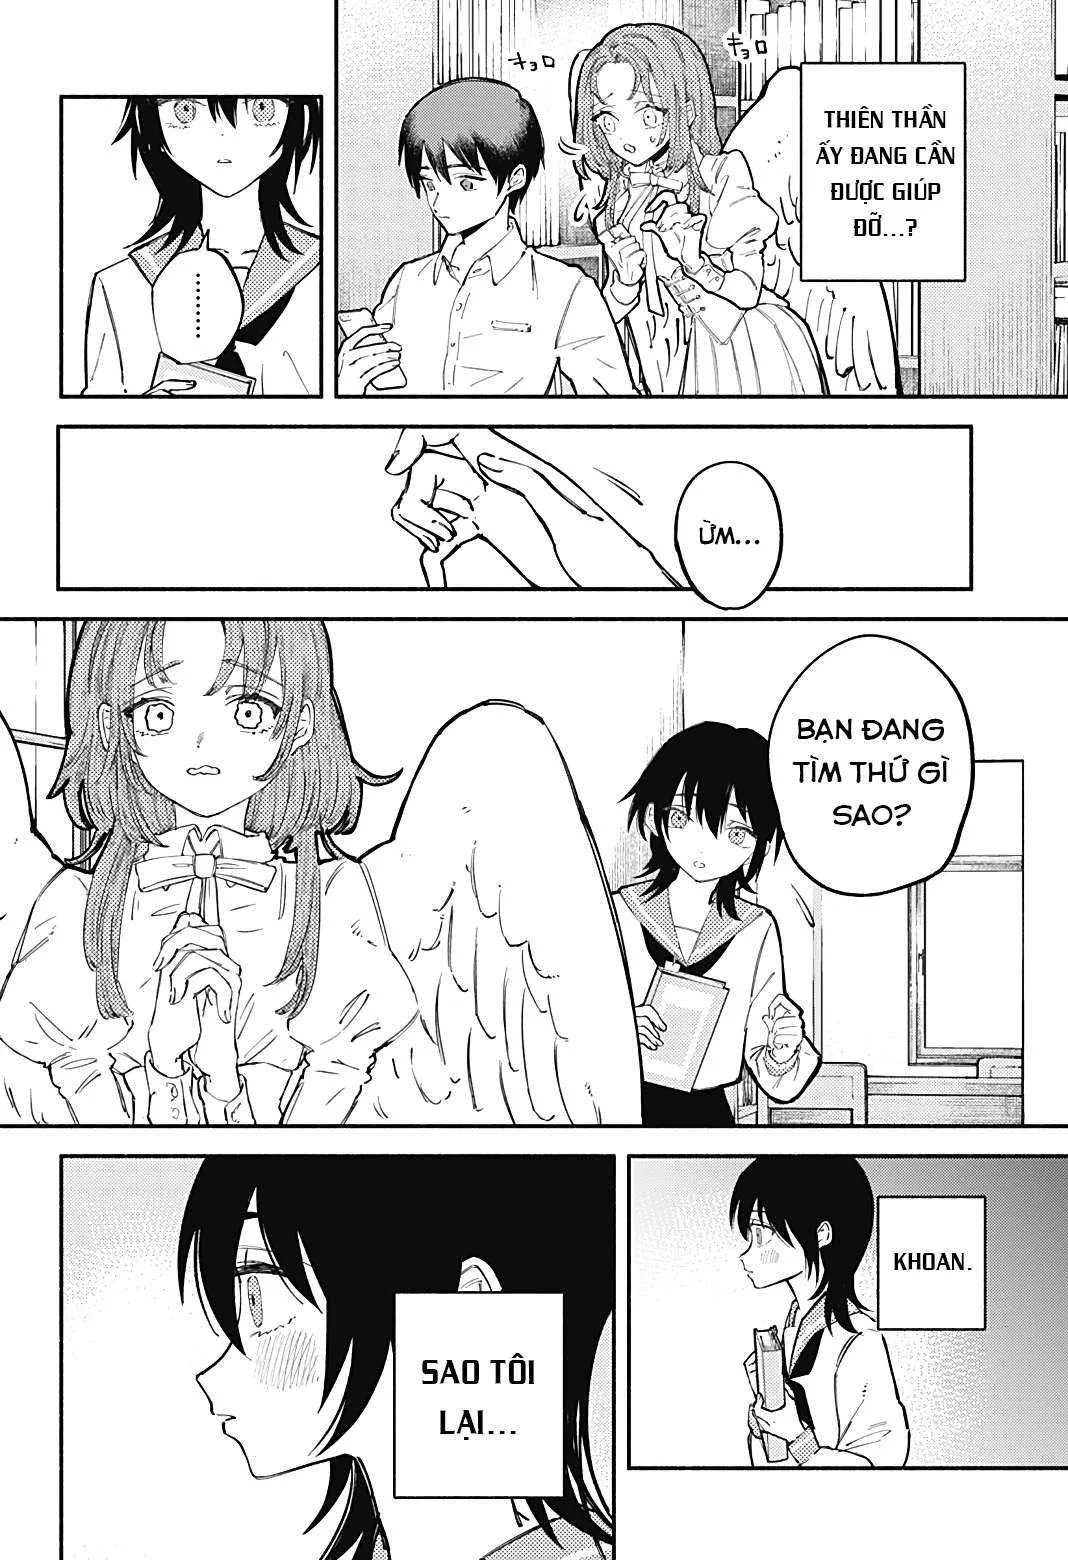 キョロ
キョロ
THIÊN THẦN
ẤY ĐANG CẦN
ĐƯỢC GIÚP
ĐỠ...?
.........
ỪM...
BẠN ĐANG
TÌM THỨ GÌ
SAO?
KHOAN.
SAO TÔI
LẠI...